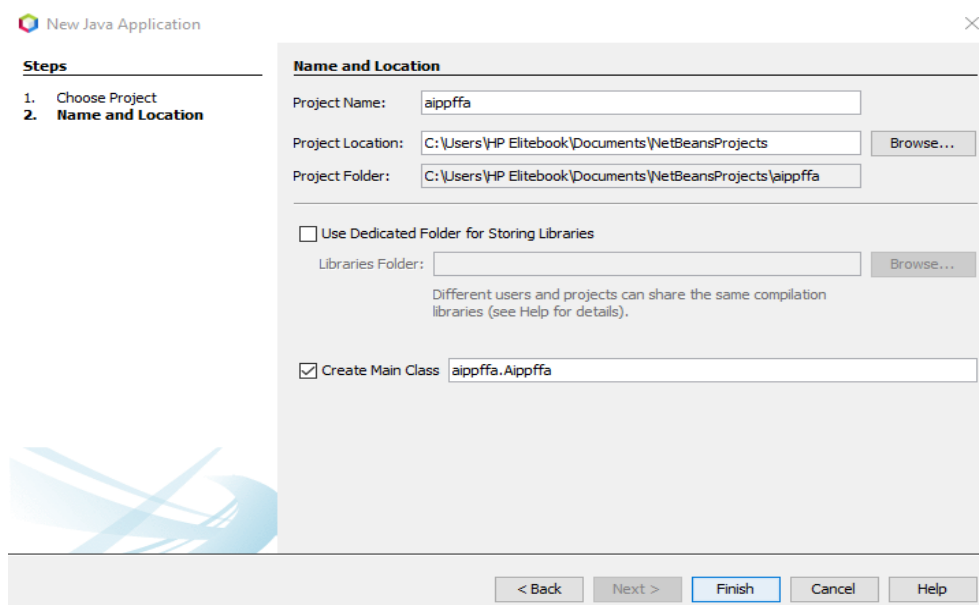 New Java Application
Steps
1. Choose Project
2. Name and Location
Name and Location
Project Name: aippffa
Project Location: C:\Users\HP Elitebook\Documents\NetBeansProjects Browse...
Project Folder: C:\Users\HP Elitebook\Documents\NetBeansProjects\aippffa
Use Dedicated Folder for Storing Libraries
Libraries Folder: Browse...
Different users and projects can share the same compilation
libraries (see Help for details).
Create Main Class aippffa.Aippffa
< Back Next > Finish Cancel Help